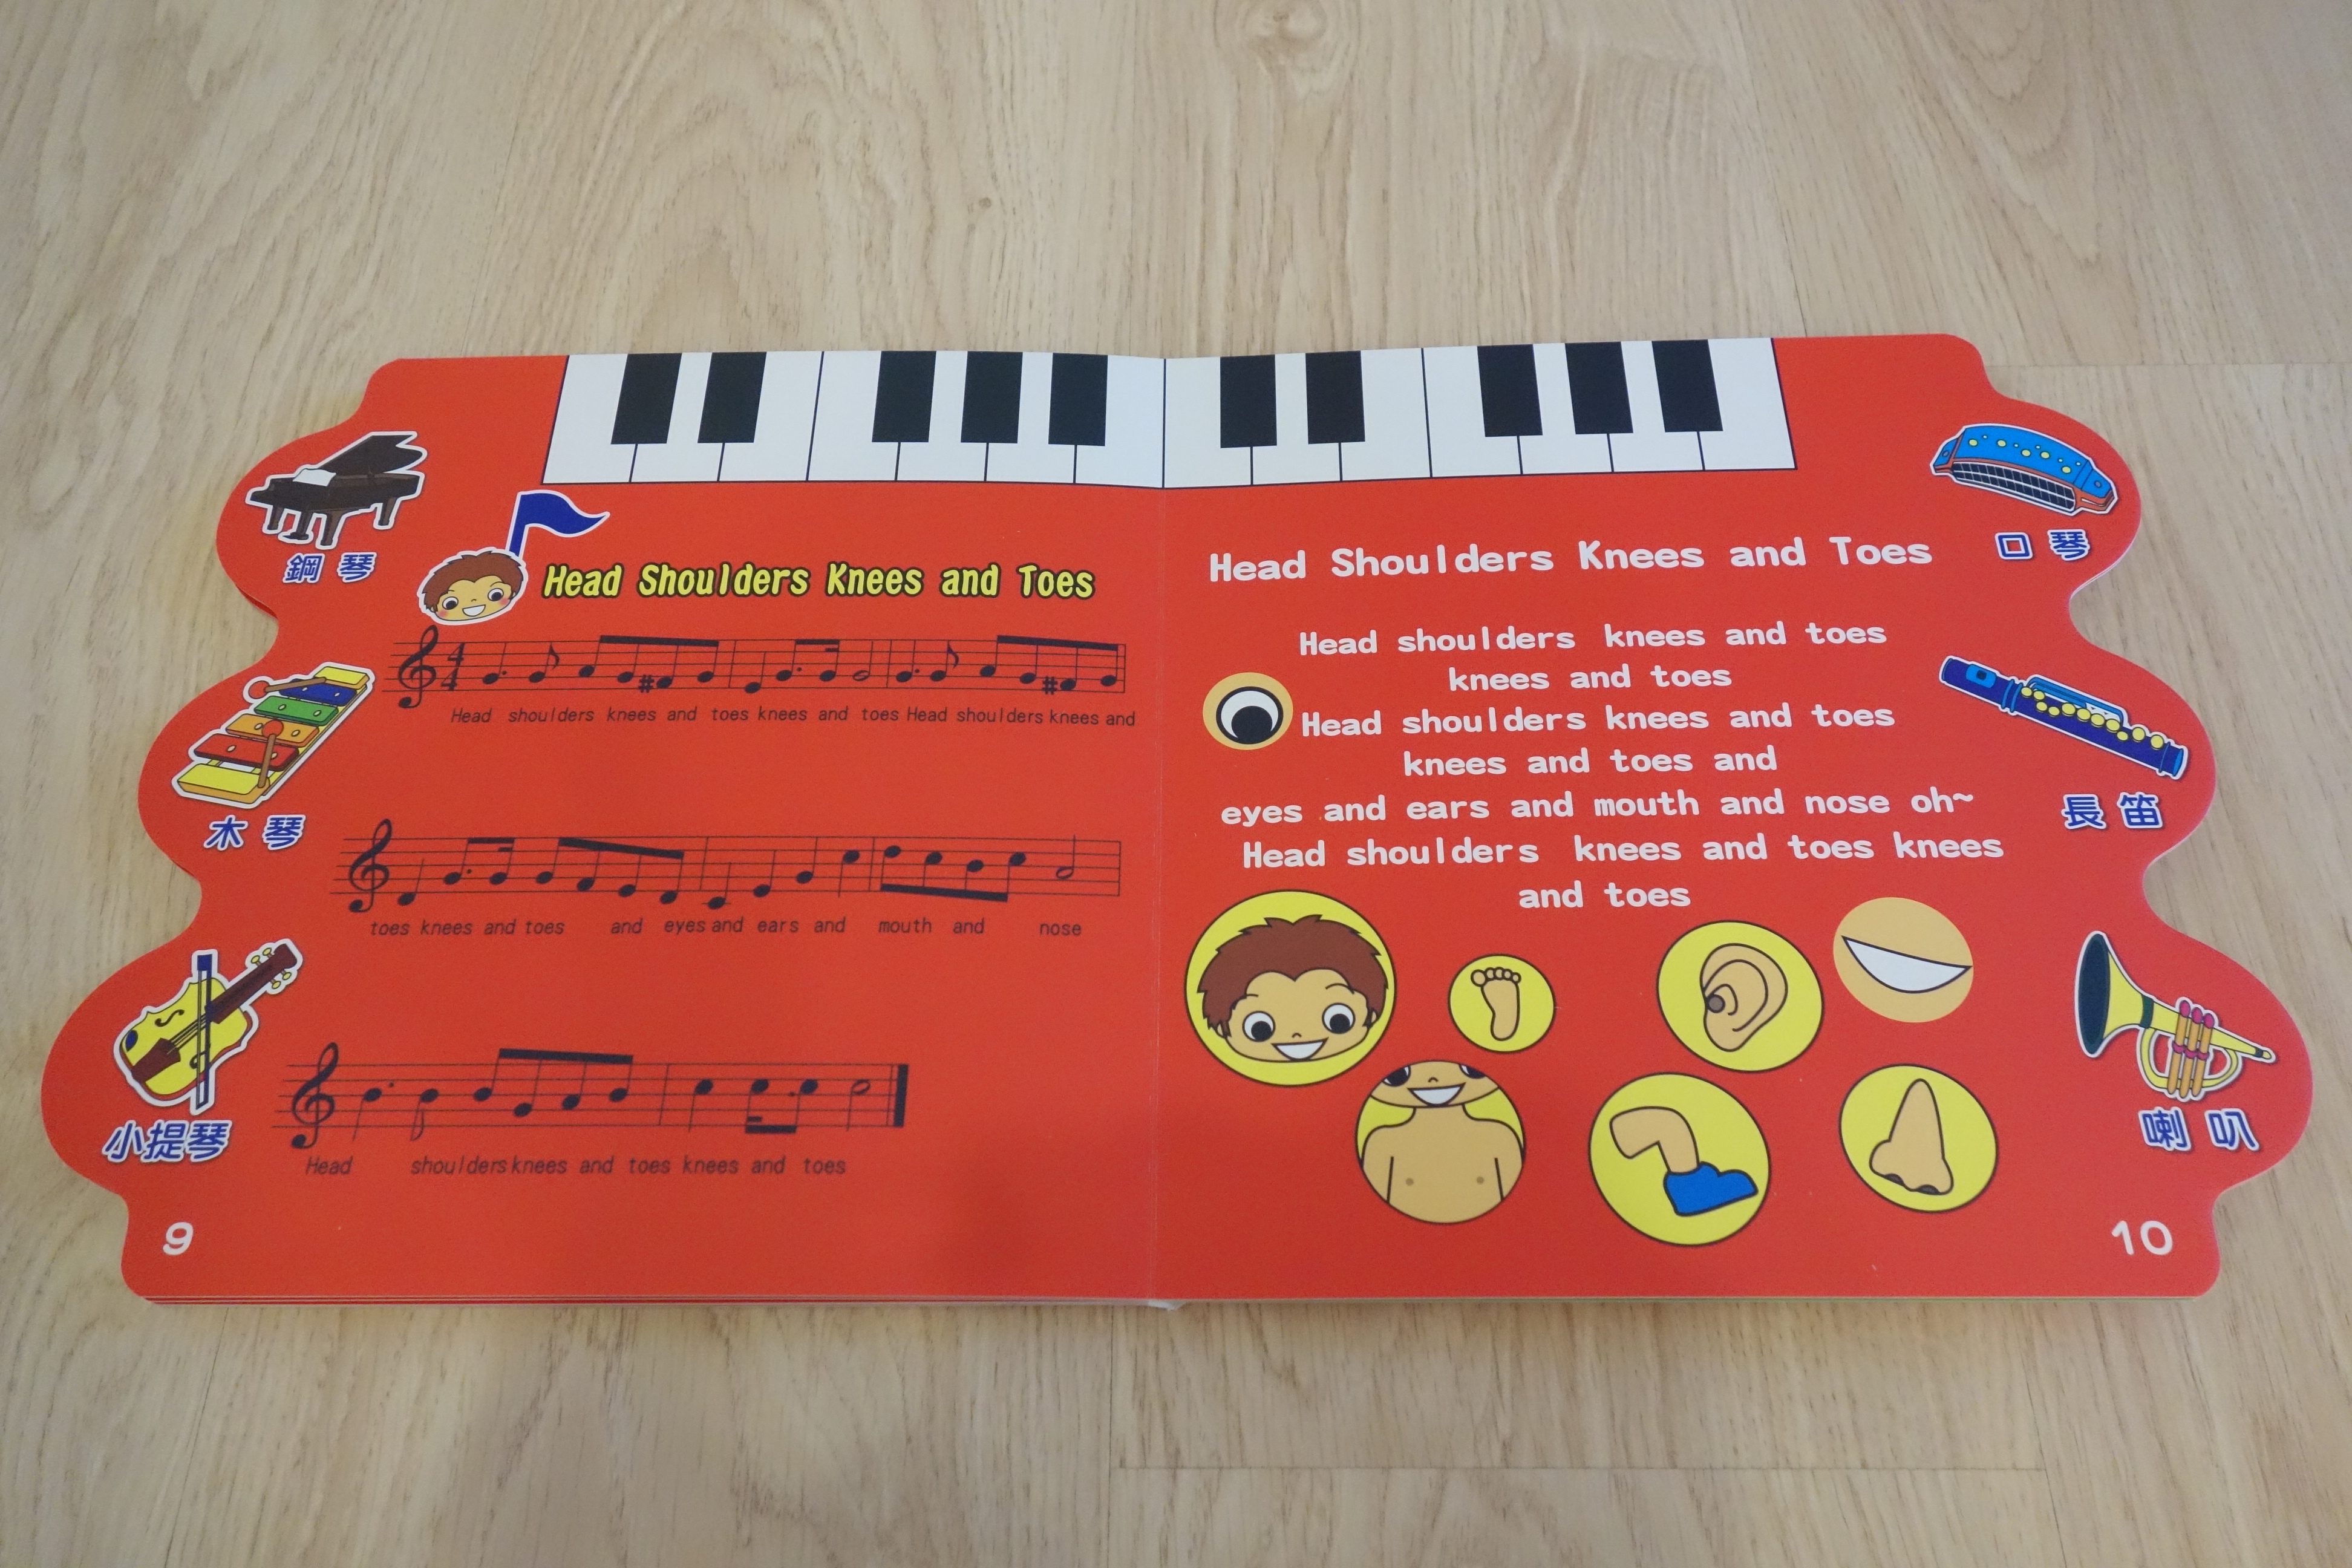 鋼琴
木琴
小提琴
Head Shoulders Knees and Toes
4
4
Head shoulders knees and toes knees and toes Head shoulders knees and
toes knees and toes and eyes and ears and mouth and nose
Head shoulders knees and toes knees and toes
9
Head Shoulders Knees and Toes
Head shoulders knees and toes
knees and toes
Head shoulders knees and toes
knees and toes and
eyes and ears and mouth and nose oh~
Head shoulders knees and toes knees
and toes
口琴
長笛
喇叭
10